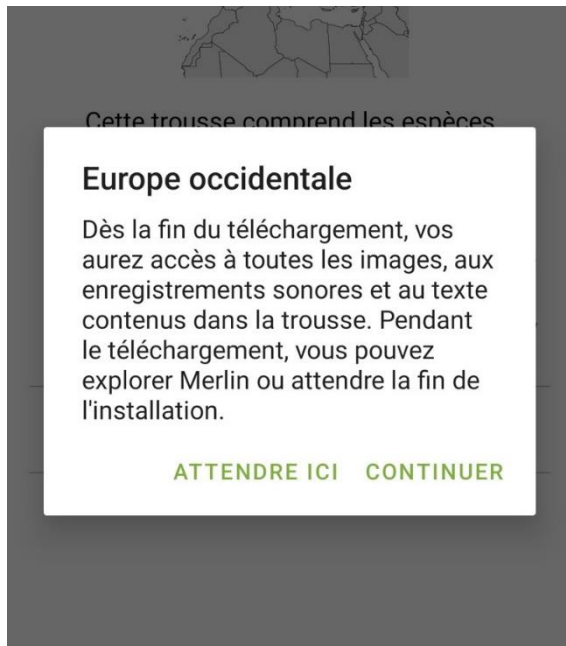 Cette trousse comprend les espèces
Europe occidentale
Dès la fin du téléchargement, vos
aurez accès à toutes les images, aux
enregistrements sonores et au texte
contenus dans la trousse. Pendant
le téléchargement, vous pouvez
explorer Merlin ou attendre la fin de
l'installation.
ATTENDRE ICI CONTINUER